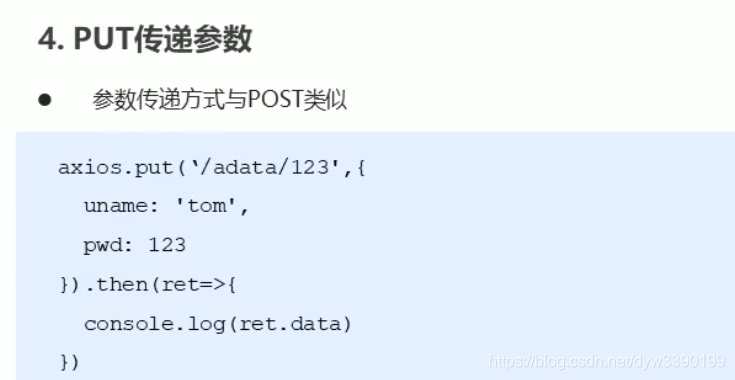 4. PUT传递参数
● 参数传递方式与POST类似
axios.put(‘/adata/123',{
uname: 'tom',
pwd: 123
}).then(ret=>{
console.log(ret.data)
})
https://blog.csdn.net/dyw3390199